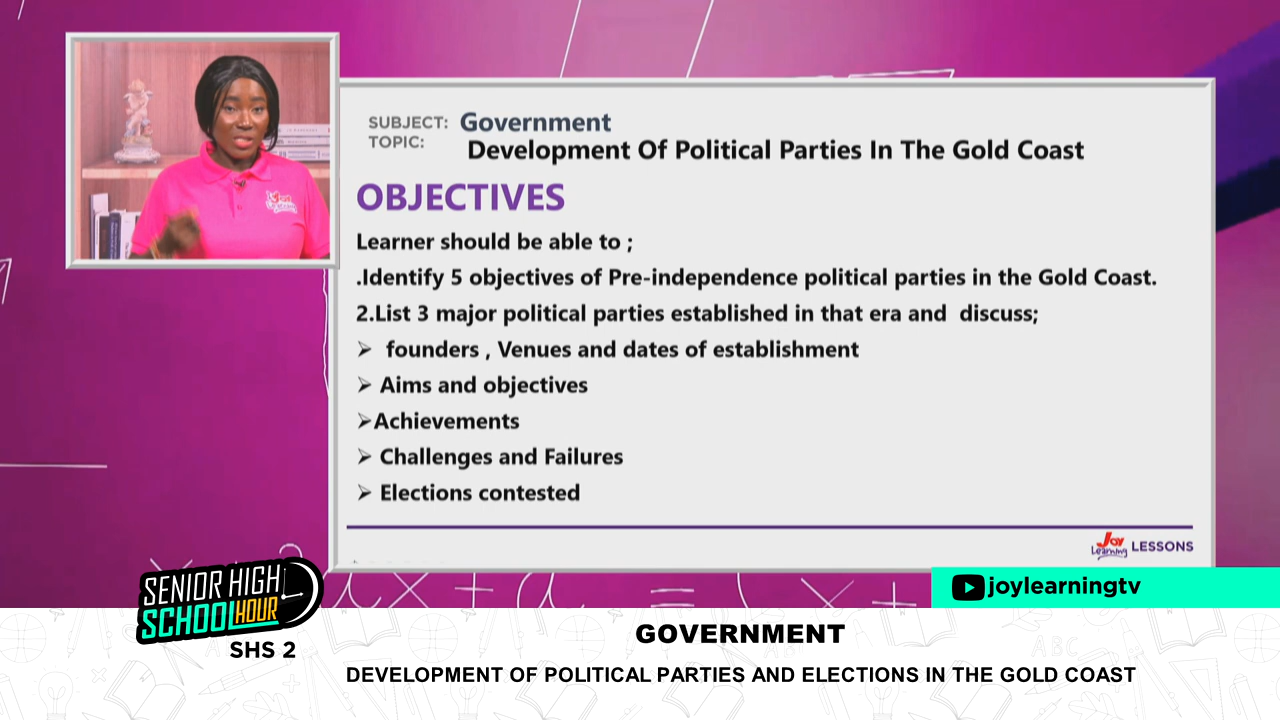 SUBJECT: Government
TOPIC: Development Of Political Parties In The Gold Coast
OBJECTIVES
Learner should be able to ;
.Identify 5 objectives of Pre-independence political parties in the Gold Coast.
2.List 3 major political parties established in that era and discuss;
➢ founders , Venues and dates of establishment
➢ Aims and objectives
➢Achievements
➢ Challenges and Failures
➢ Elections contested
Joy Learning LESSONS
joylearningtv
SENIOR HIGH
SCHOOL HOUR
SHS 2
GOVERNMENT
DEVELOPMENT OF POLITICAL PARTIES AND ELECTIONS IN THE GOLD COAST